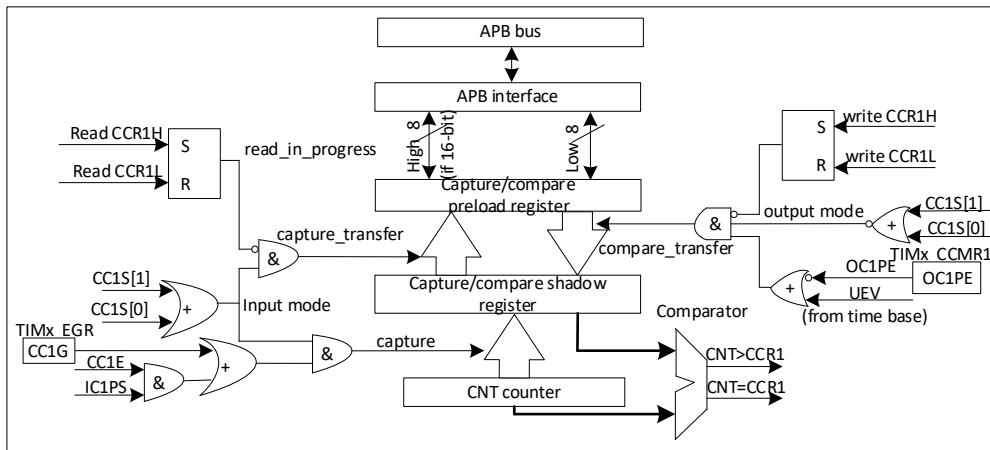 APB bus
APB interface
High 8
(if 16-bit)
Low 8
Read CCR1H
Read CCR1L
S
R
read_in_progress
write CCR1H
write CCR1L
S
R
Capture/compare
preload register
capture_transfer
&
compare_transfer
&
output mode
+
CC1S[1]
CC1S[0]
TIMx_CCMR1
OC1PE
OC1PE
UEV
(from time base)
+
CC1S[1]
CC1S[0]
+
Input mode
Capture/compare shadow
register
Comparator
TIMx_EGR
CC1G
CC1E
IC1PS
&
+
&
capture
CNT counter
CNT>CCR1
CNT=CCR1